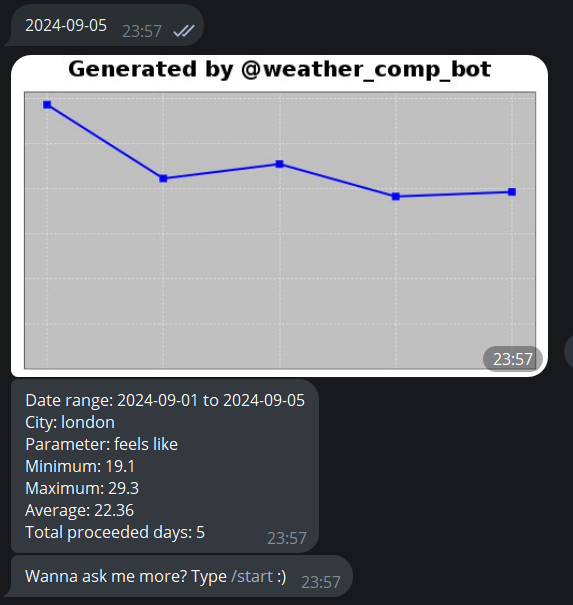 2024-09-05 23:57
Generated by @weather_comp_bot
23:57
Date range: 2024-09-01 to 2024-09-05
City: london
Parameter: feels like
Minimum: 19.1
Maximum: 29.3
Average: 22.36
Total proceeded days: 5 23:57
Wanna ask me more? Type /start :) 23:57